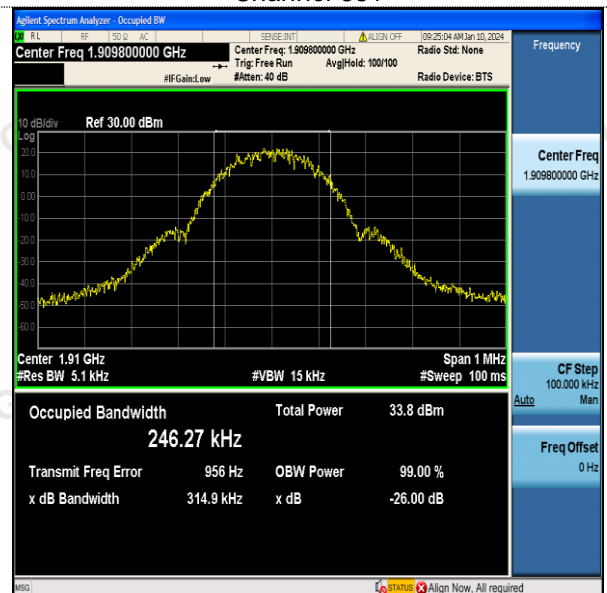 Agilent Spectrum Analyzer - Occupied BW
RL RF 50 Ω AC SENSE:INT ALIGN OFF 09:25:04 AM Jan 10, 2024
Center Freq 1.909800000 GHz
Center Freq: 1.909800000 GHz Radio Std: None
Trig: Free Run Avg|Hold: 100/100
#IFGain:Low #Atten: 40 dB Radio Device: BTS
Frequency
10 dB/div Ref 30.00 dBm
Log
20.0
10.0
0.00
-10.0
-20.0
-30.0
-40.0
-50.0
-60.0
Center Freq
1.909800000 GHz
Center 1.91 GHz Span 1 MHz
#Res BW 5.1 kHz #VBW 15 kHz #Sweep 100 ms
CF Step
100.000 kHz
Auto Man
Occupied Bandwidth Total Power 33.8 dBm
246.27 kHz
Transmit Freq Error 956 Hz OBW Power 99.00 %
x dB Bandwidth 314.9 kHz x dB -26.00 dB
Freq Offset
0 Hz
MSG STATUS Align Now, All required